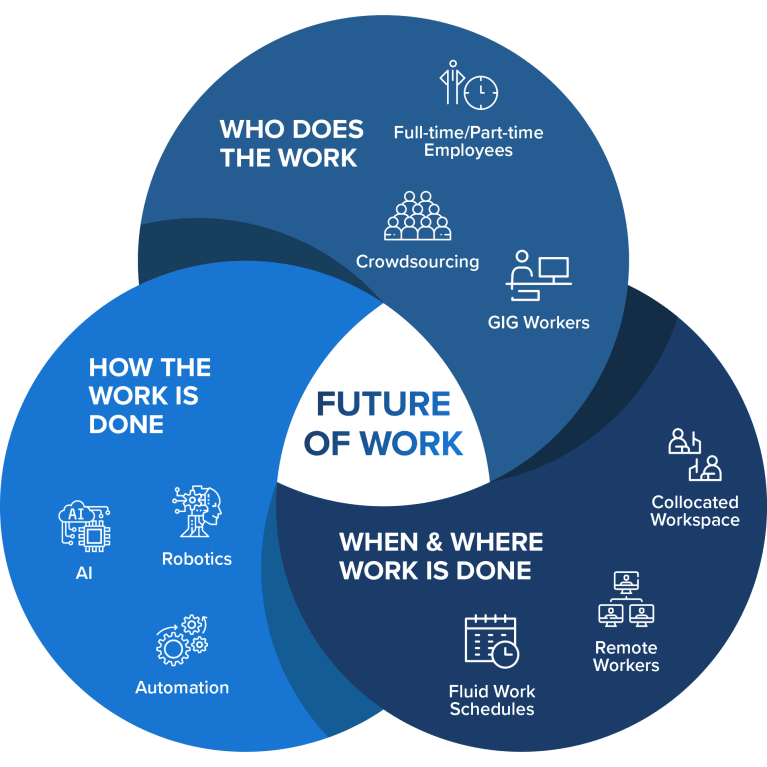 WHO DOES
THE WORK
Full-time/Part-time
Employees
Crowdsourcing
GIG Workers
HOW THE
WORK IS
DONE
AI
AI
Robotics
Automation
FUTURE
OF WORK
WHEN & WHERE
WORK IS DONE
Collocated
Workspace
Remote
Workers
Fluid Work
Schedules